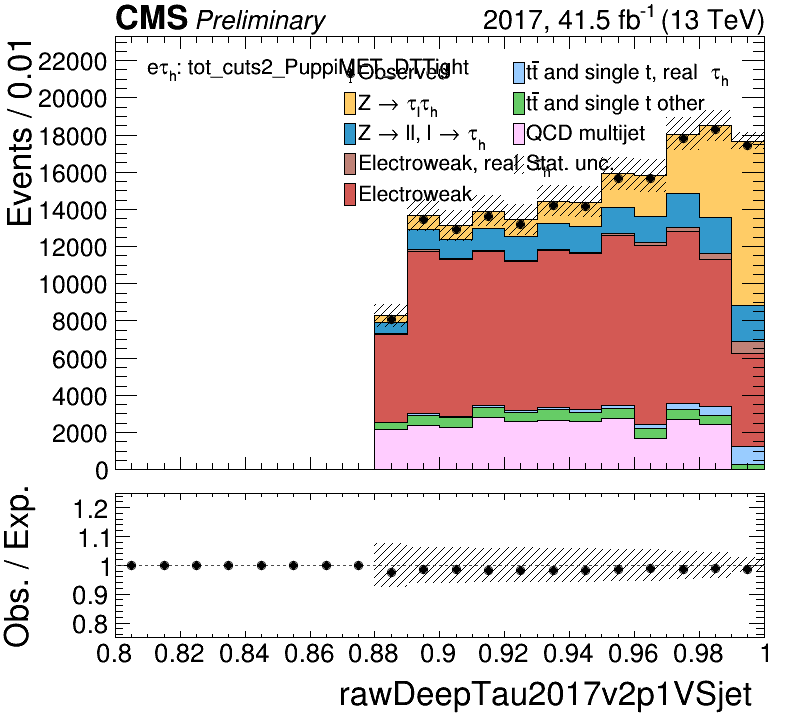 CMS Preliminary 2017, 41.5 fb⁻¹ (13 TeV)
Events / 0.01
22000
20000
18000
16000
14000
12000
10000
8000
6000
4000
2000
0
eτh: tot_cuts2_PuppiMET_DTTight
Observed
Z → τlτh
Z → ll, l → τh
Electroweak, real τh
Electroweak
tt̄ and single t, real τh
tt̄ and single t other
QCD multijet
Stat. unc.
Obs. / Exp.
1.2
1.1
1
0.9
0.8
0.8 0.82 0.84 0.86 0.88 0.9 0.92 0.94 0.96 0.98 1
rawDeepTau2017v2p1VSjet